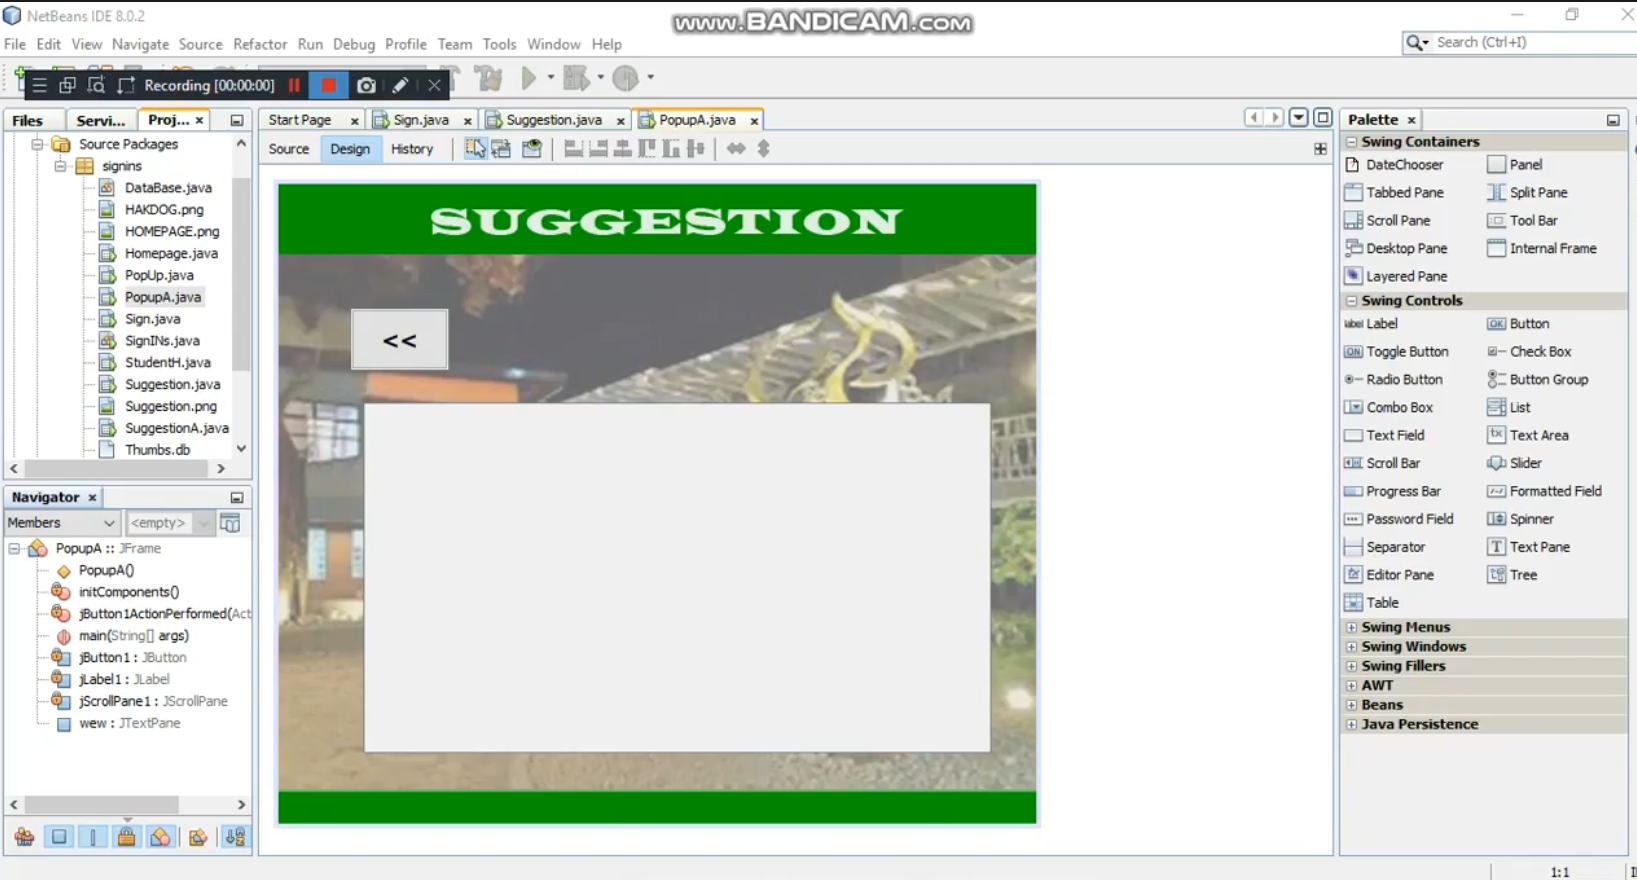 NetBeans IDE 8.0.2
www.BANDICAM.com
File Edit View Navigate Source Refactor Run Debug Profile Team Tools Window Help
Search (Ctrl+I)
Recording [00:00:00]
Files Servi... Proj...
Start Page Sign.java Suggestion.java PopupA.java
Source Design History
Source Packages
signins
DataBase.java
HAKDOG.png
HOMEPAGE.png
Homepage.java
PopUp.java
PopupA.java
Sign.java
SignINs.java
StudentH.java
Suggestion.java
Suggestion.png
SuggestionA.java
Thumbs.db
Navigator
Members <empty>
PopupA :: JFrame
PopupA()
initComponents()
jButton1ActionPerformed(Act
main(String[] args)
jButton1 : JButton
jLabel1 : JLabel
jScrollPane1 : JScrollPane
wew : JTextPane
SUGGESTION
<<
Palette
Swing Containers
DateChooser Panel
Tabbed Pane Split Pane
Scroll Pane Tool Bar
Desktop Pane Internal Frame
Layered Pane
Swing Controls
label Label OK Button
ON Toggle Button Check Box
Radio Button Button Group
Combo Box List
Text Field Text Area
Scroll Bar Slider
Progress Bar Formatted Field
Password Field Spinner
Separator T Text Pane
Editor Pane Tree
Table
Swing Menus
Swing Windows
Swing Fillers
AWT
Beans
Java Persistence
1:1